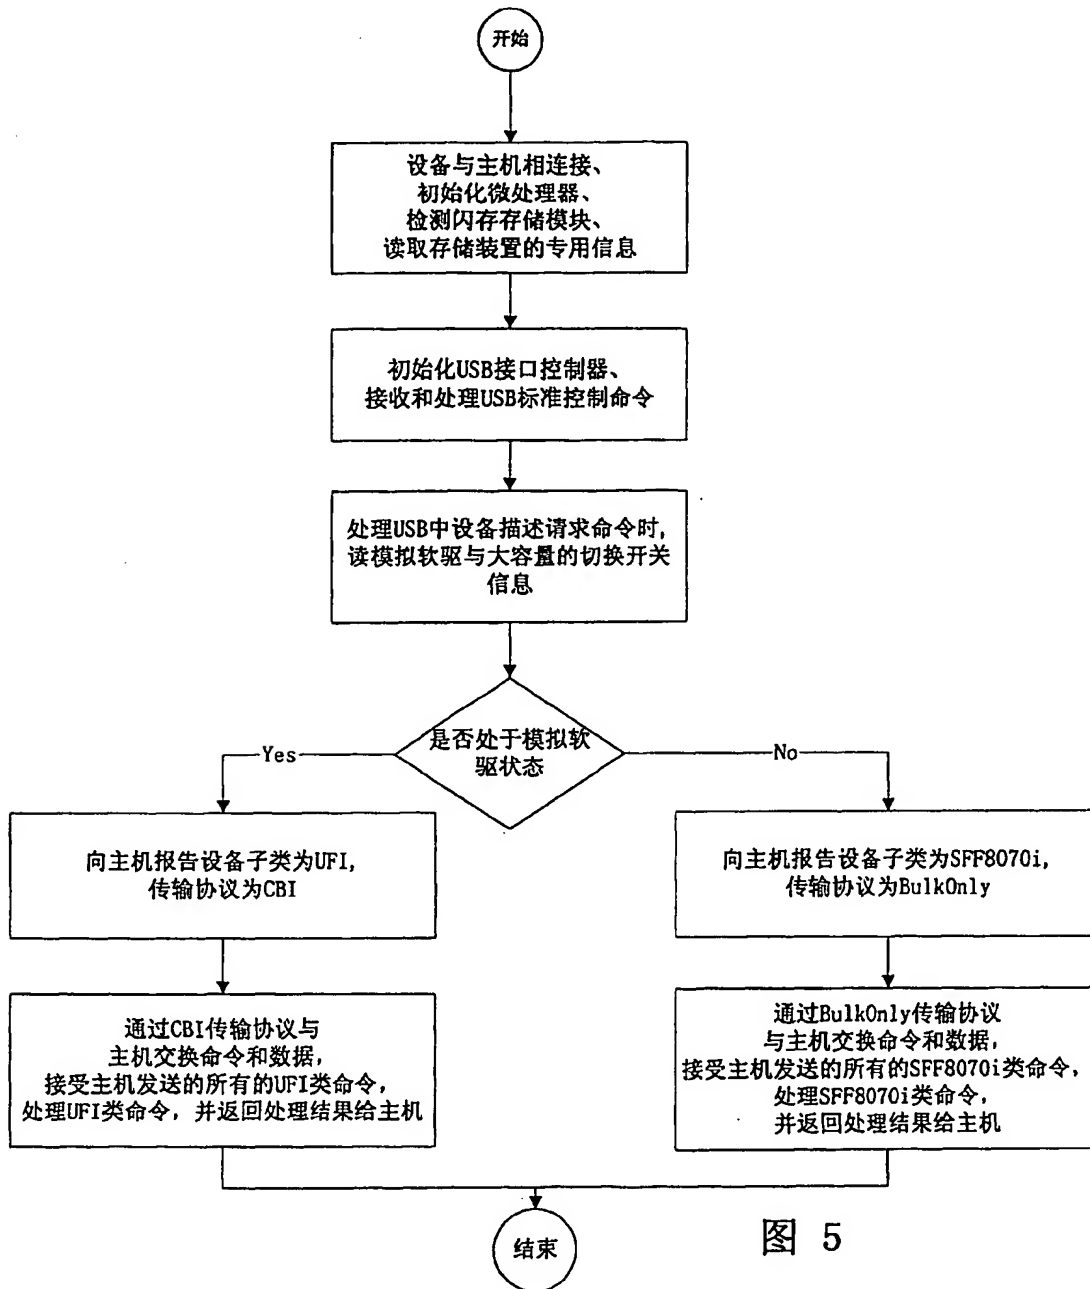 开始
设备与主机相连接、
初始化微处理器、
检测闪存存储模块、
读取存储装置的专用信息
初始化USB接口控制器、
接收和处理USB标准控制命令
处理USB中设备描述请求命令时,
读模拟软驱与大容量的切换开关
信息
是否处于模拟软
驱状态
Yes
No
向主机报告设备子类为UFI,
传输协议为CBI
向主机报告设备子类为SFF8070i,
传输协议为BulkOnly
通过CBI传输协议与
主机交换命令和数据,
接受主机发送的所有的UFI类命令,
处理UFI类命令, 并返回处理结果给主机
通过BulkOnly传输协议
与主机交换命令和数据,
接受主机发送的所有的SFF8070i类命令,
处理SFF8070i类命令,
并返回处理结果给主机
结束
图 5